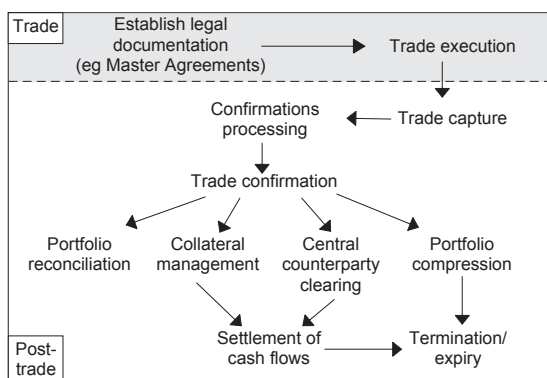 Trade
Establish legal
documentation
(eg Master Agreements)
Trade execution
Confirmations
processing
Trade capture
Trade confirmation
Portfolio
reconciliation
Collateral
management
Central
counterparty
clearing
Portfolio
compression
Settlement of
cash flows
Termination/
expiry
Post-
trade